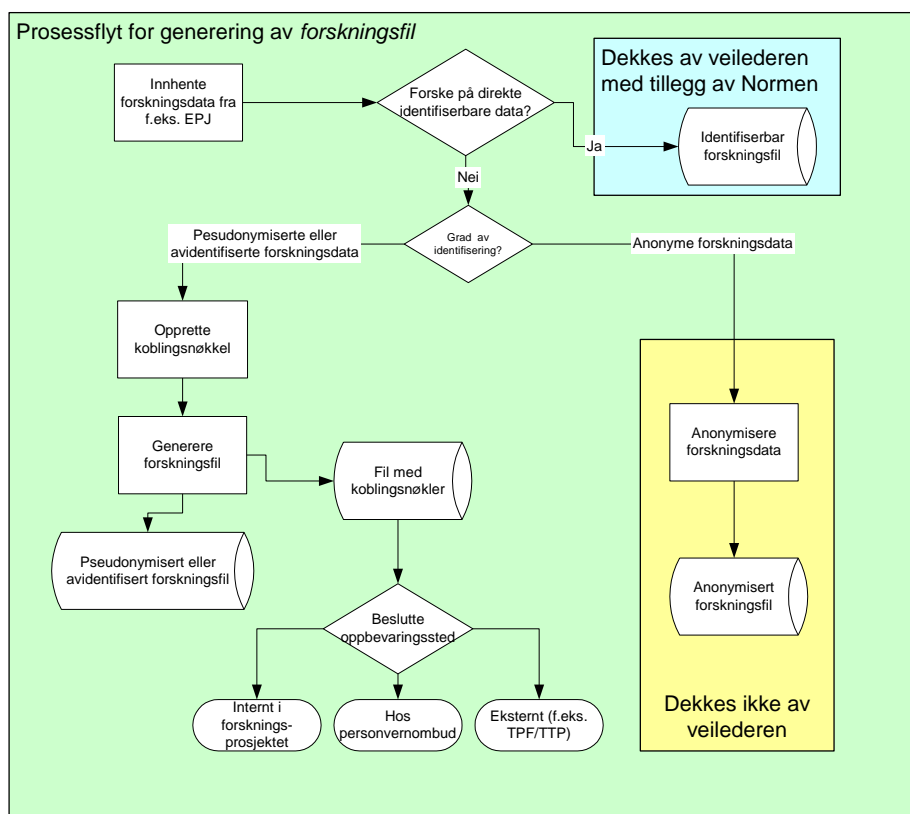 Prosessflyt for generering av forskningsfil
Innhente
forskningsdata fra
f.eks. EPJ
Forske på direkte
identifiserbare data?
Dekkes av veilederen
med tillegg av Normen
Identifiserbar
forskningsfil
Ja
Nei
Grad av
identifisering?
Pesudonymiserte eller
avidentifiserte forskningsdata
Anonyme forskningsdata
Opprette
koblingsnøkkel
Generere
forskningsfil
Fil med
koblingsnøkler
Pseudonymisert eller
avidentifisert forskningsfil
Anonymisere
forskningsdata
Anonymisert
forskningsfil
Beslutte
oppbevaringssted
Internt i
forsknings-
prosjektet
Hos
personvernombud
Eksternt (f.eks.
TPF/TTP)
Dekkes ikke av
veilederen